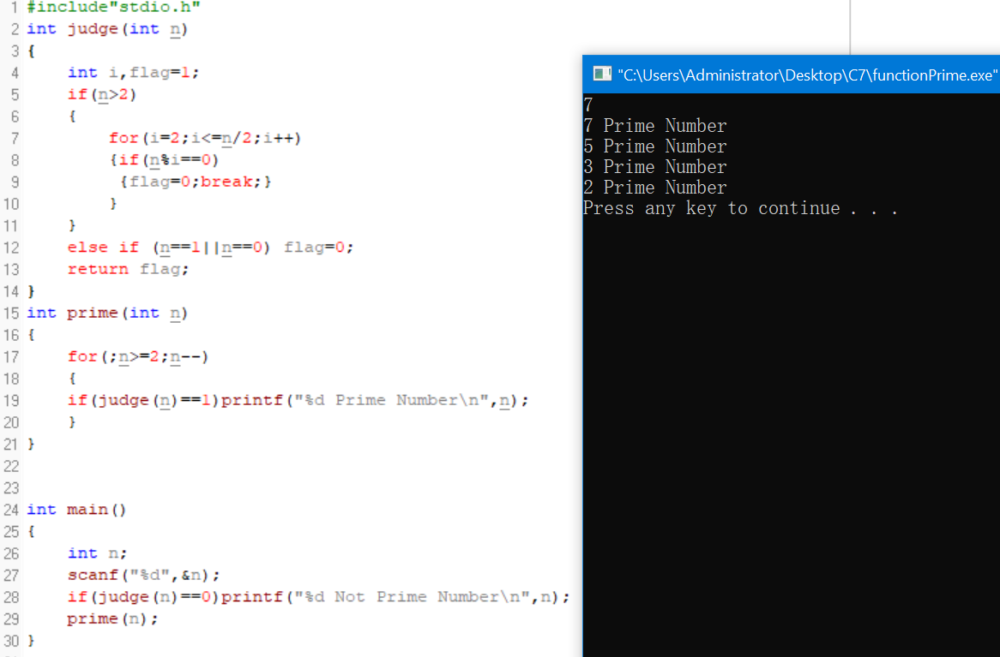 1 #include"stdio.h"
2 int judge(int n)
3 {
4 int i,flag=1;
5 if(n>2)
6 {
7 for(i=2;i<=n/2;i++)
8 {if(n%i==0)
9 {flag=0;break;}
10 }
11 }
12 else if (n==1||n==0) flag=0;
13 return flag;
14 }
15 int prime(int n)
16 {
17 for(;n>=2;n--)
18 {
19 if(judge(n)==1)printf("%d Prime Number\n",n);
20 }
21 }
22
23
24 int main()
25 {
26 int n;
27 scanf("%d",&n);
28 if(judge(n)==0)printf("%d Not Prime Number\n",n);
29 prime(n);
30 }
"C:\Users\Administrator\Desktop\C7\functionPrime.exe"
7
7 Prime Number
5 Prime Number
3 Prime Number
2 Prime Number
Press any key to continue . . .